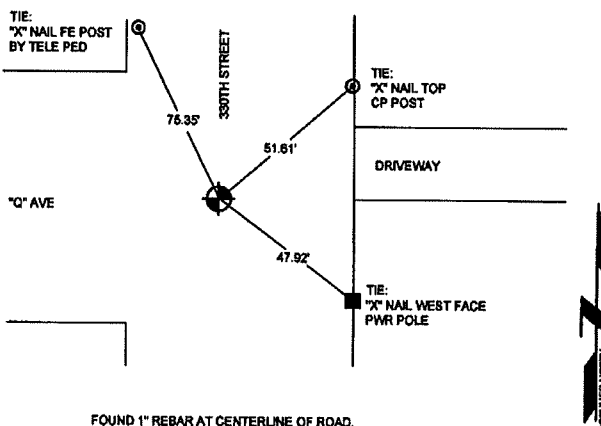 TIE:
"X" NAIL FE POST
BY TELE PED
330TH STREET
TIE:
"X" NAIL TOP
CP POST
75.35'
51.61'
DRIVEWAY
"Q" AVE
47.92'
TIE:
"X" NAIL WEST FACE
PWR POLE
FOUND 1" REBAR AT CENTERLINE OF ROAD.